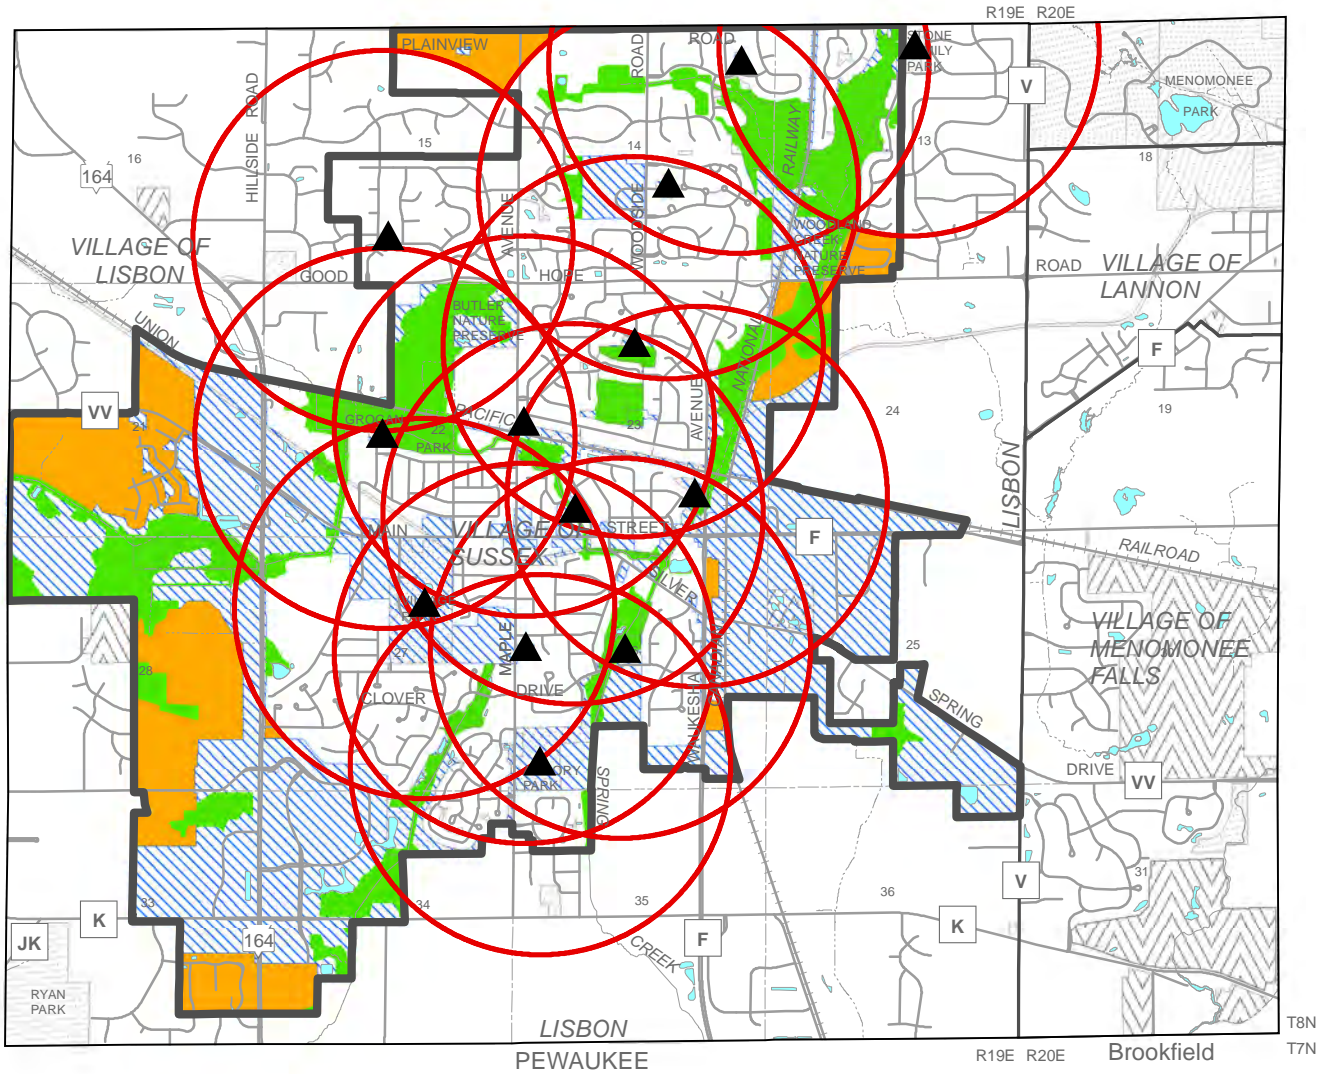 R19E R20E
PLAINVIEW
ROAD
ROAD
STONE
FAMILY
PARK
V
MENOMONEE
PARK
HILLSIDE ROAD
16
15
14
13
18
RAILWAY
164
VILLAGE OF
LISBON
AVENUE
WOODSIDE
WOODLAND
CREEK
NATURE
PRESERVE
GOOD
HOPE
ROAD
VILLAGE OF
LANNON
UNION
BUTLER
NATURE
PRESERVE
NATIONAL
F
VV
21
GROGAN
PARK
22
PACIFIC
23
AVENUE
24
19
LISBON
MAIN
VILLAGE OF
SUSSEX
STREET
F
RAILROAD
SILVER
VILLAGE
VILLAGE OF
MENOMONEE
FALLS
28
27
MAPLE
25
30
CLOVER
DRIVE
WAUKESHA
SPRING
PARK
SPRING
DRIVE
VV
33
34
35
36
31
V
K
K
JK
164
F
CREEK
RYAN
PARK
LISBON
PEWAUKEE
R19E R20E
Brookfield
T8N
T7N